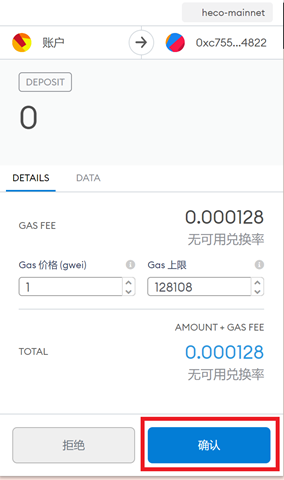 heco-mainnet
账户 0xc755...4822
DEPOSIT
0
DETAILS DATA
GAS FEE 0.000128
无可用兑换率
Gas 价格 (gwei) Gas 上限
1 128108
AMOUNT + GAS FEE
TOTAL 0.000128
无可用兑换率
拒绝 确认